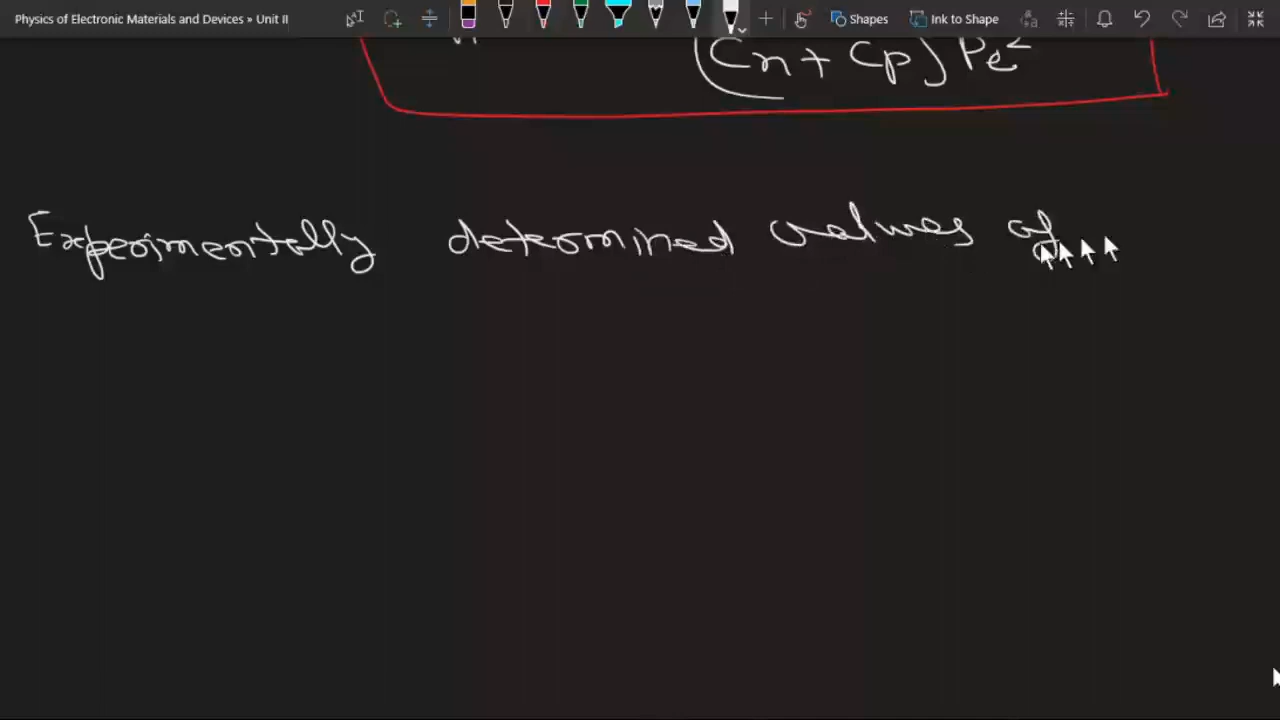 Physics of Electronic Materials and Devices » Unit II
Shapes
Ink to Shape
(Cn + Cp) Pe²
Experimentally determined values of